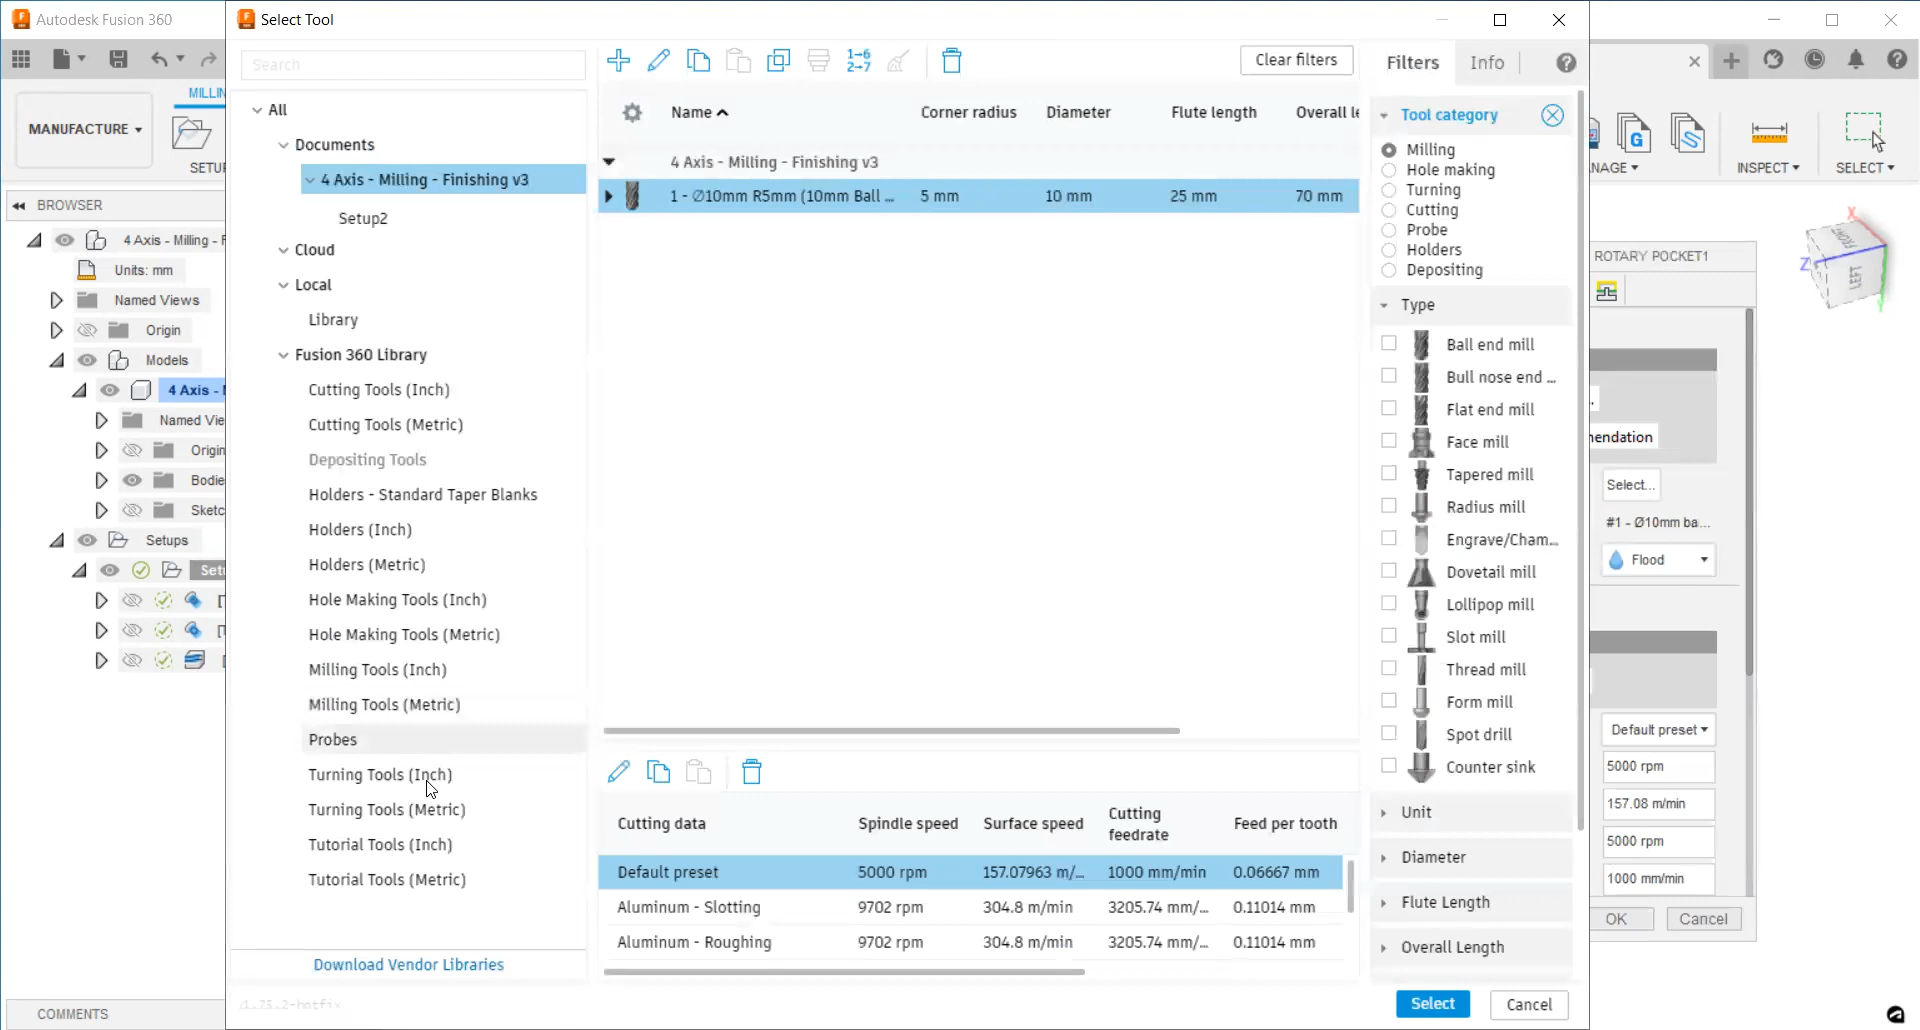 Autodesk Fusion 360
Select Tool
MANUFACTURE
MILLIN
SETU
BROWSER
4 Axis - Milling - F
Units: mm
Named Views
Origin
Models
4 Axis -
Named Vie
Origin
Bodie
Sketc
Setups
Setu
COMMENTS
Search
All
Documents
4 Axis - Milling - Finishing v3
Setup2
Cloud
Local
Library
Fusion 360 Library
Cutting Tools (Inch)
Cutting Tools (Metric)
Depositing Tools
Holders - Standard Taper Blanks
Holders (Inch)
Holders (Metric)
Hole Making Tools (Inch)
Hole Making Tools (Metric)
Milling Tools (Inch)
Milling Tools (Metric)
Probes
Turning Tools (Inch)
Turning Tools (Metric)
Tutorial Tools (Inch)
Tutorial Tools (Metric)
Download Vendor Libraries
1-6
2-7
Clear filters
Name Corner radius Diameter Flute length Overall le
4 Axis - Milling - Finishing v3
1 - Ø10mm R5mm (10mm Ball ... 5 mm 10 mm 25 mm 70 mm
Cutting data Spindle speed Surface speed Cutting feedrate Feed per tooth
Default preset 5000 rpm 157.07963 m/... 1000 mm/min 0.06667 mm
Aluminum - Slotting 9702 rpm 304.8 m/min 3205.74 mm/... 0.11014 mm
Aluminum - Roughing 9702 rpm 304.8 m/min 3205.74 mm/... 0.11014 mm
Filters Info
Tool category
Milling
Hole making
Turning
Cutting
Probe
Holders
Depositing
Type
Ball end mill
Bull nose end ...
Flat end mill
Face mill
Tapered mill
Radius mill
Engrave/Cham...
Dovetail mill
Lollipop mill
Slot mill
Thread mill
Form mill
Spot drill
Counter sink
Unit
Diameter
Flute Length
Overall Length
Select Cancel
NAGE INSPECT SELECT
FRONT
LEFT
X
Z
Y
ROTARY POCKET1
nendation
Select...
#1 - Ø10mm ba...
Flood
Default preset
5000 rpm
157.08 m/min
5000 rpm
1000 mm/min
OK Cancel